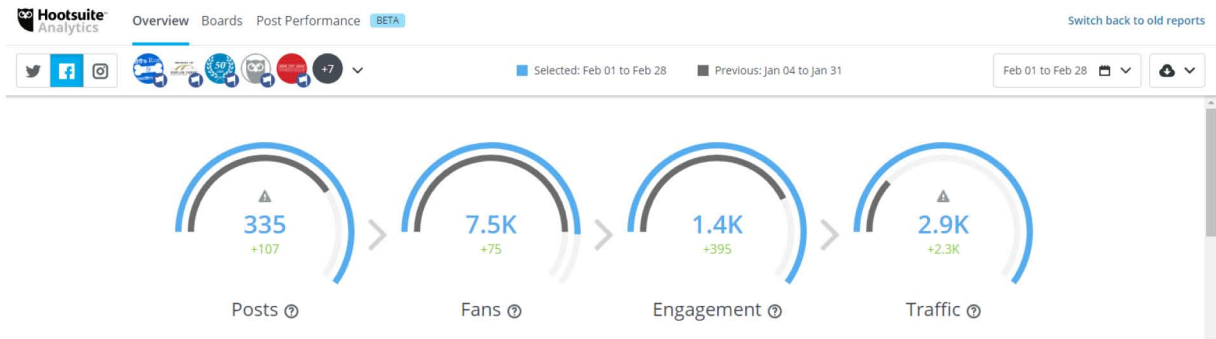 Hootsuite™
Analytics
Overview Boards Post Performance BETA
Switch back to old reports
50
+7
Selected: Feb 01 to Feb 28 Previous: Jan 04 to Jan 31
Feb 01 to Feb 28
335
+107
7.5K
+75
1.4K
+395
2.9K
+2.3K
Posts
Fans
Engagement
Traffic